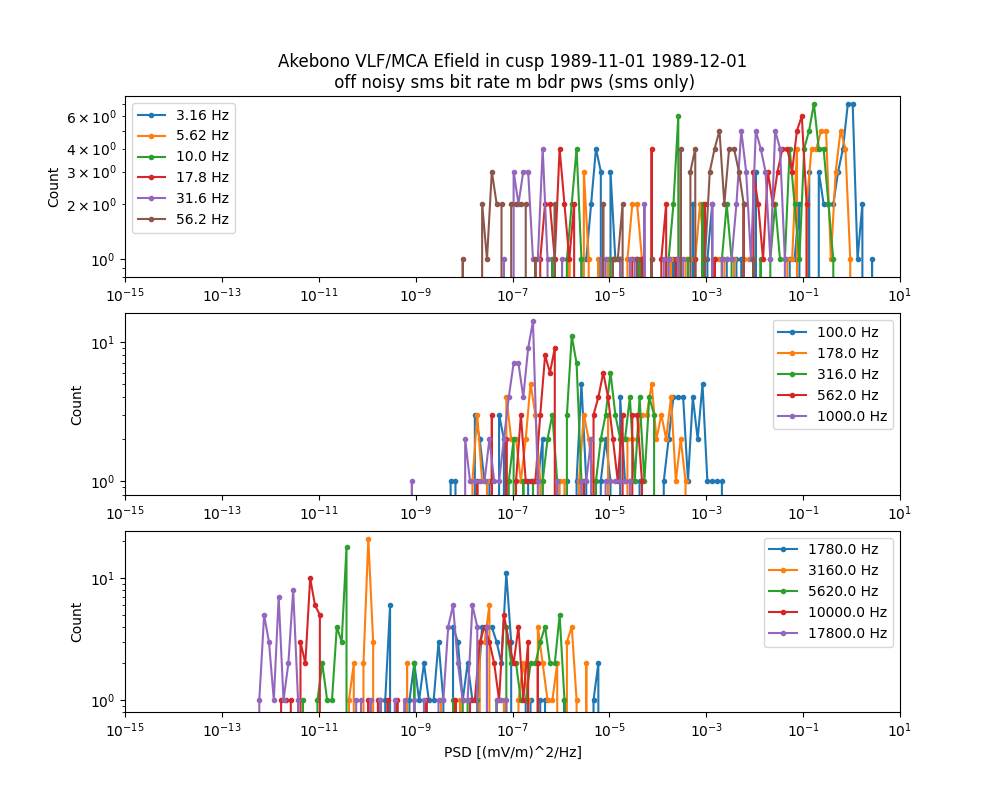 Akebono VLF/MCA Efield in cusp 1989-11-01 1989-12-01
off noisy sms bit rate m bdr pws (sms only)
Count
6 × 10⁰
4 × 10⁰
3 × 10⁰
2 × 10⁰
10⁰
3.16 Hz
5.62 Hz
10.0 Hz
17.8 Hz
31.6 Hz
56.2 Hz
10⁻¹⁵ 10⁻¹³ 10⁻¹¹ 10⁻⁹ 10⁻⁷ 10⁻⁵ 10⁻³ 10⁻¹ 10¹
Count
10¹
10⁰
100.0 Hz
178.0 Hz
316.0 Hz
562.0 Hz
1000.0 Hz
10⁻¹⁵ 10⁻¹³ 10⁻¹¹ 10⁻⁹ 10⁻⁷ 10⁻⁵ 10⁻³ 10⁻¹ 10¹
Count
10¹
10⁰
1780.0 Hz
3160.0 Hz
5620.0 Hz
10000.0 Hz
17800.0 Hz
10⁻¹⁵ 10⁻¹³ 10⁻¹¹ 10⁻⁹ 10⁻⁷ 10⁻⁵ 10⁻³ 10⁻¹ 10¹
PSD [(mV/m)^2/Hz]